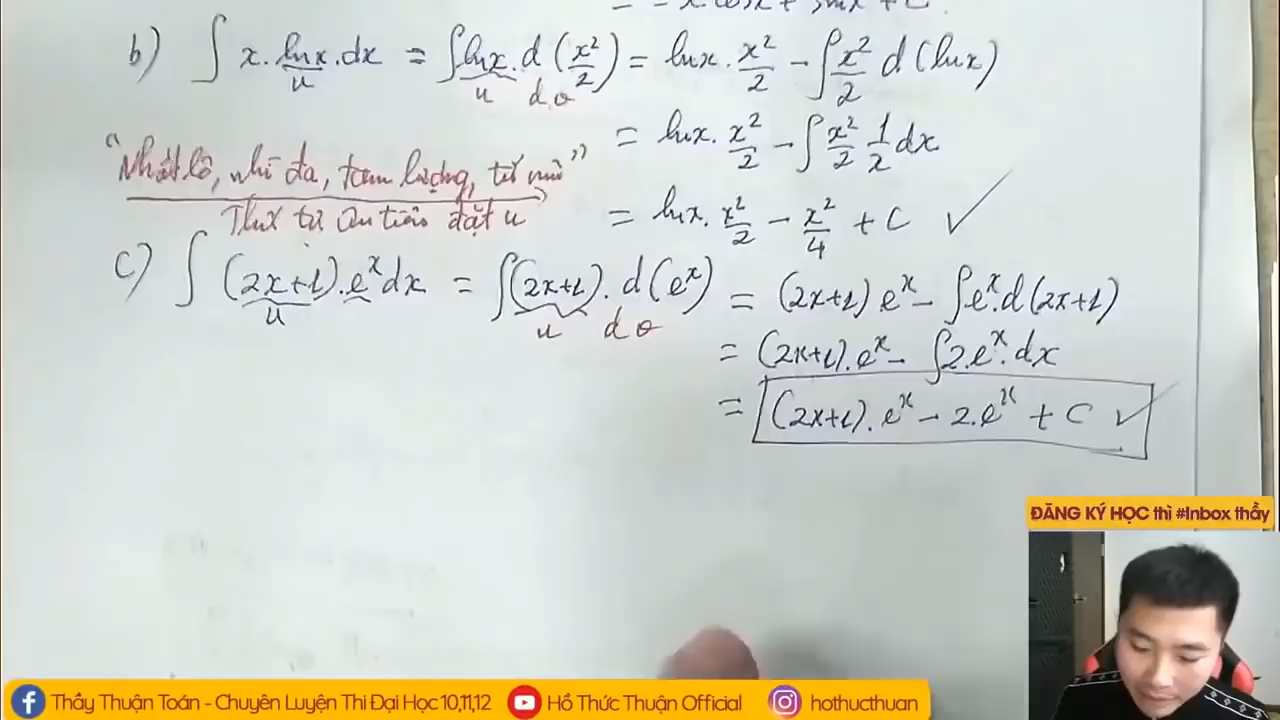 = -x.cosx + sinx + C
b) ∫ x.lnx.dx = ∫lnx.d(x²/2) = lnx.x²/2 - ∫x²/2 d(lnx)
u u dv
= lnx.x²/2 - ∫x²/2 1/x dx
"Nhất lô, nhì đa, tam lượng, tứ mũ"
Thứ tự ưu tiên đặt u
= lnx.x²/2 - x²/4 + C ✓
c) ∫ (2x+1).eˣdx = ∫(2x+1).d(eˣ) = (2x+1)eˣ - ∫eˣ.d(2x+1)
u u dv
= (2x+1).eˣ - ∫2.eˣ.dx
= (2x+1).eˣ - 2.eˣ + C ✓
ĐĂNG KÝ HỌC thì #Inbox thầy
Thầy Thuận Toán - Chuyên Luyện Thi Đại Học 10,11,12 Hồ Thức Thuận Official hothucthuan